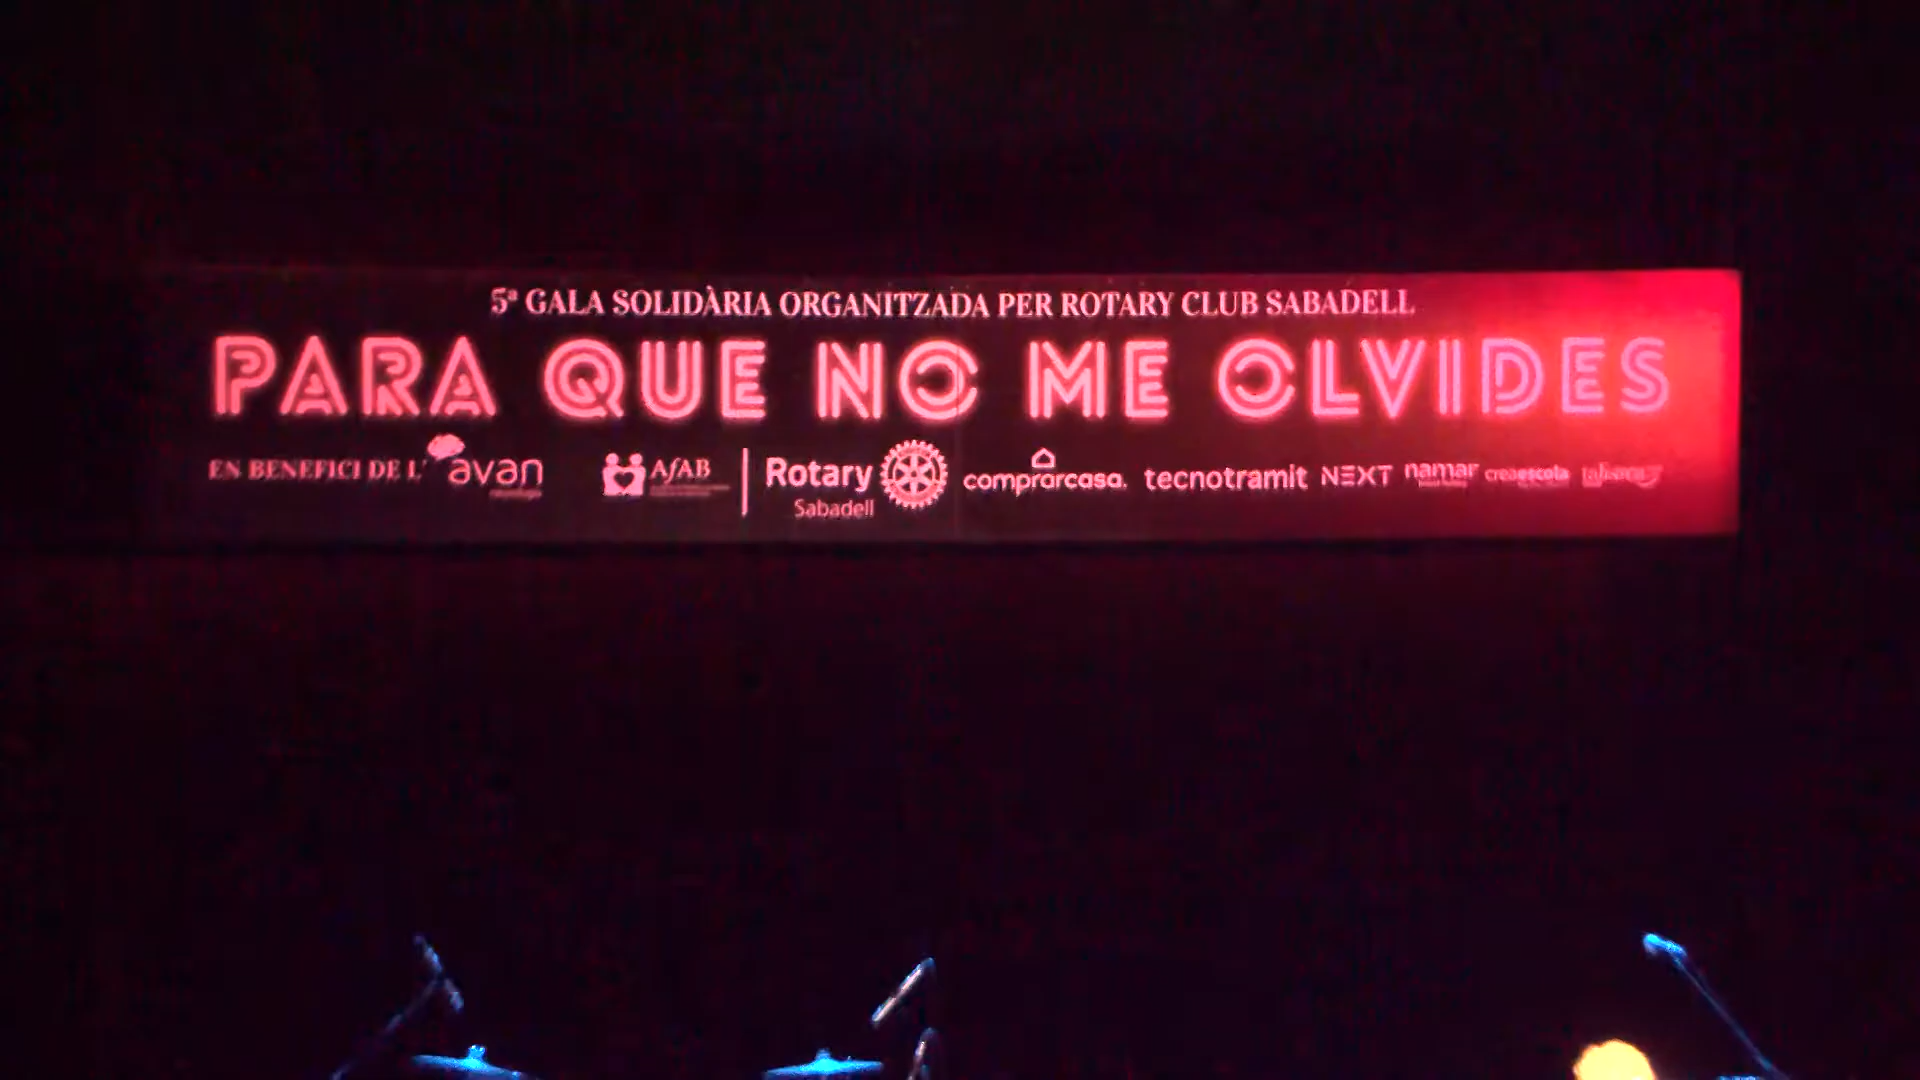 5ª GALA SOLIDÀRIA ORGANITZADA PER ROTARY CLUB SABADELL
PARA QUE NO ME OLVIDES
EN BENEFICI DE L' avan AfAB Rotary comprarcasa. tecnotramit NEXT namar creaescola
Sabadell